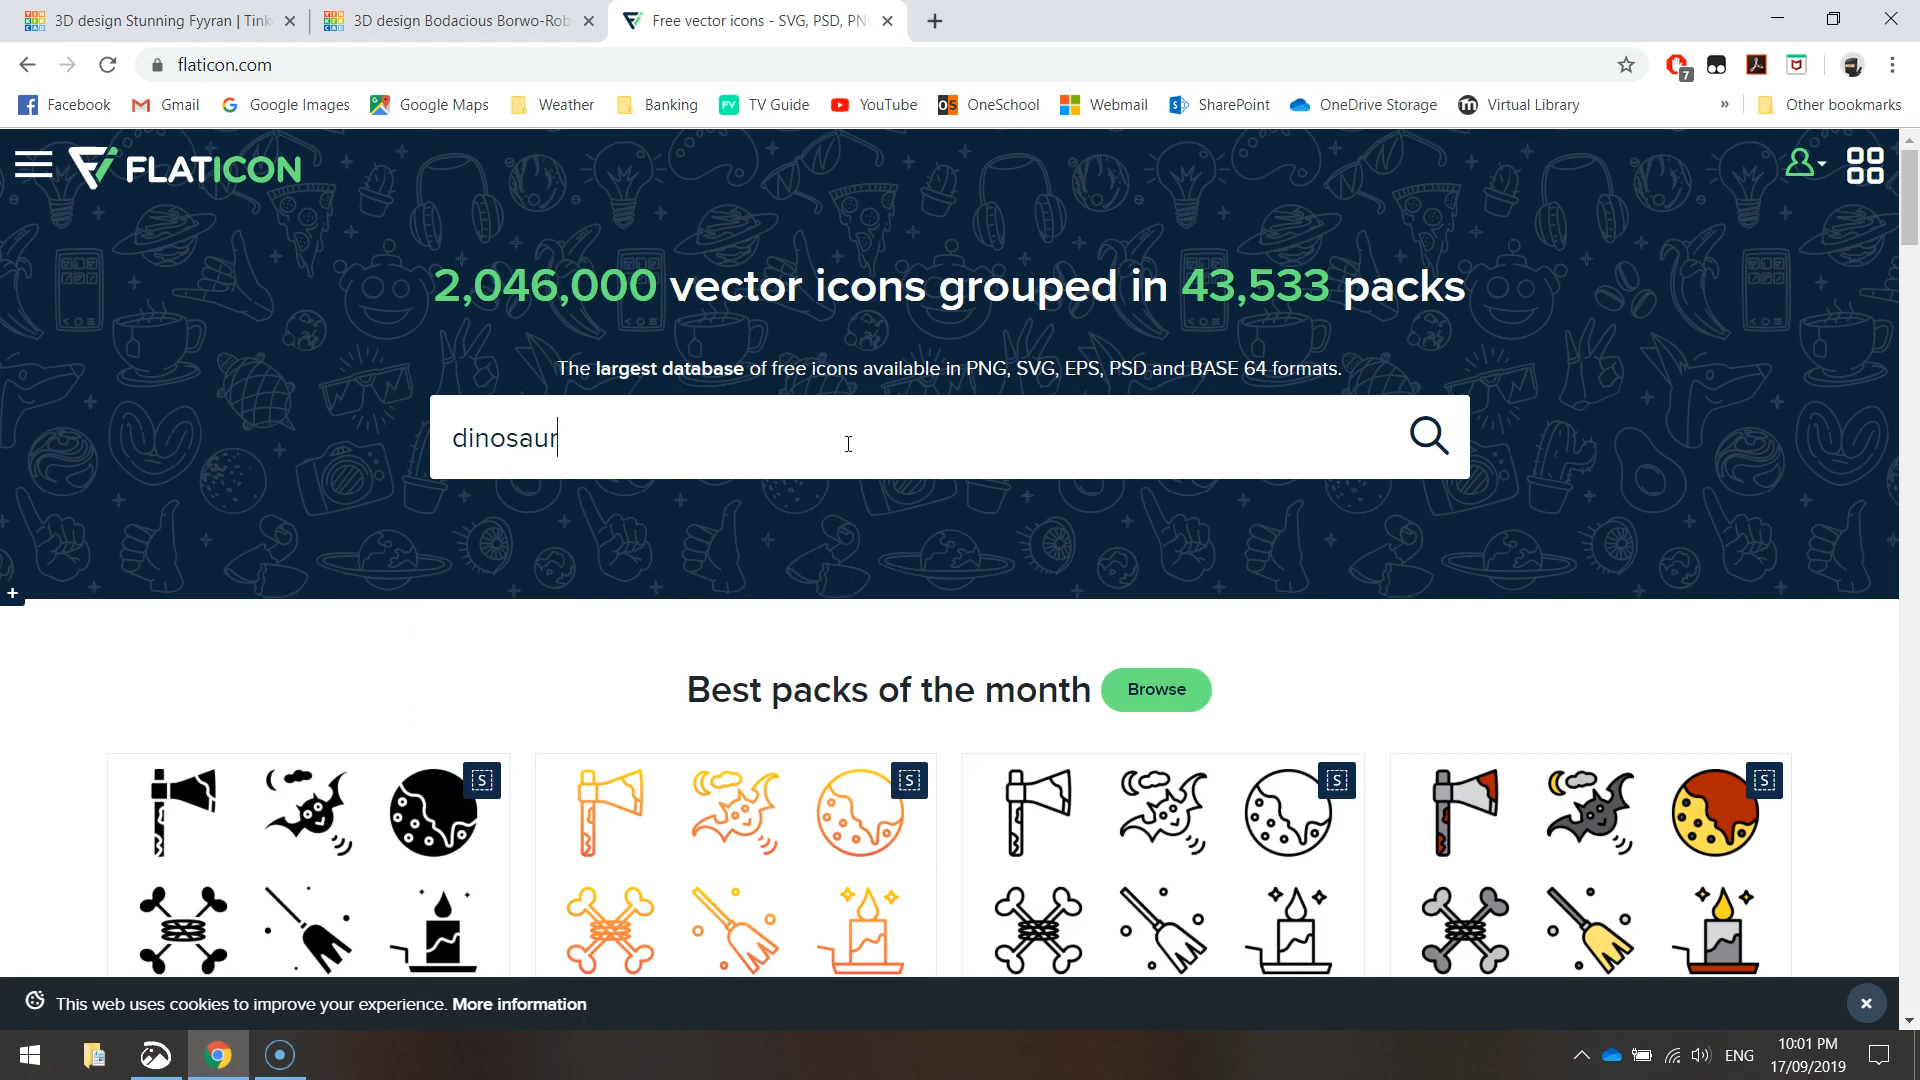 3D design Stunning Fyyran | Tink
3D design Bodacious Borwo-Rob
Free vector icons - SVG, PSD, PN
flaticon.com
7
Facebook
Gmail
Google Images
Google Maps
Weather
Banking
TV Guide
YouTube
OneSchool
Webmail
SharePoint
OneDrive Storage
Virtual Library
»
Other bookmarks
FLATICON
2,046,000 vector icons grouped in 43,533 packs
The largest database of free icons available in PNG, SVG, EPS, PSD and BASE 64 formats.
dinosaur
+
Best packs of the month
Browse
S
S
S
S
This web uses cookies to improve your experience. More information
ENG
10:01 PM
17/09/2019